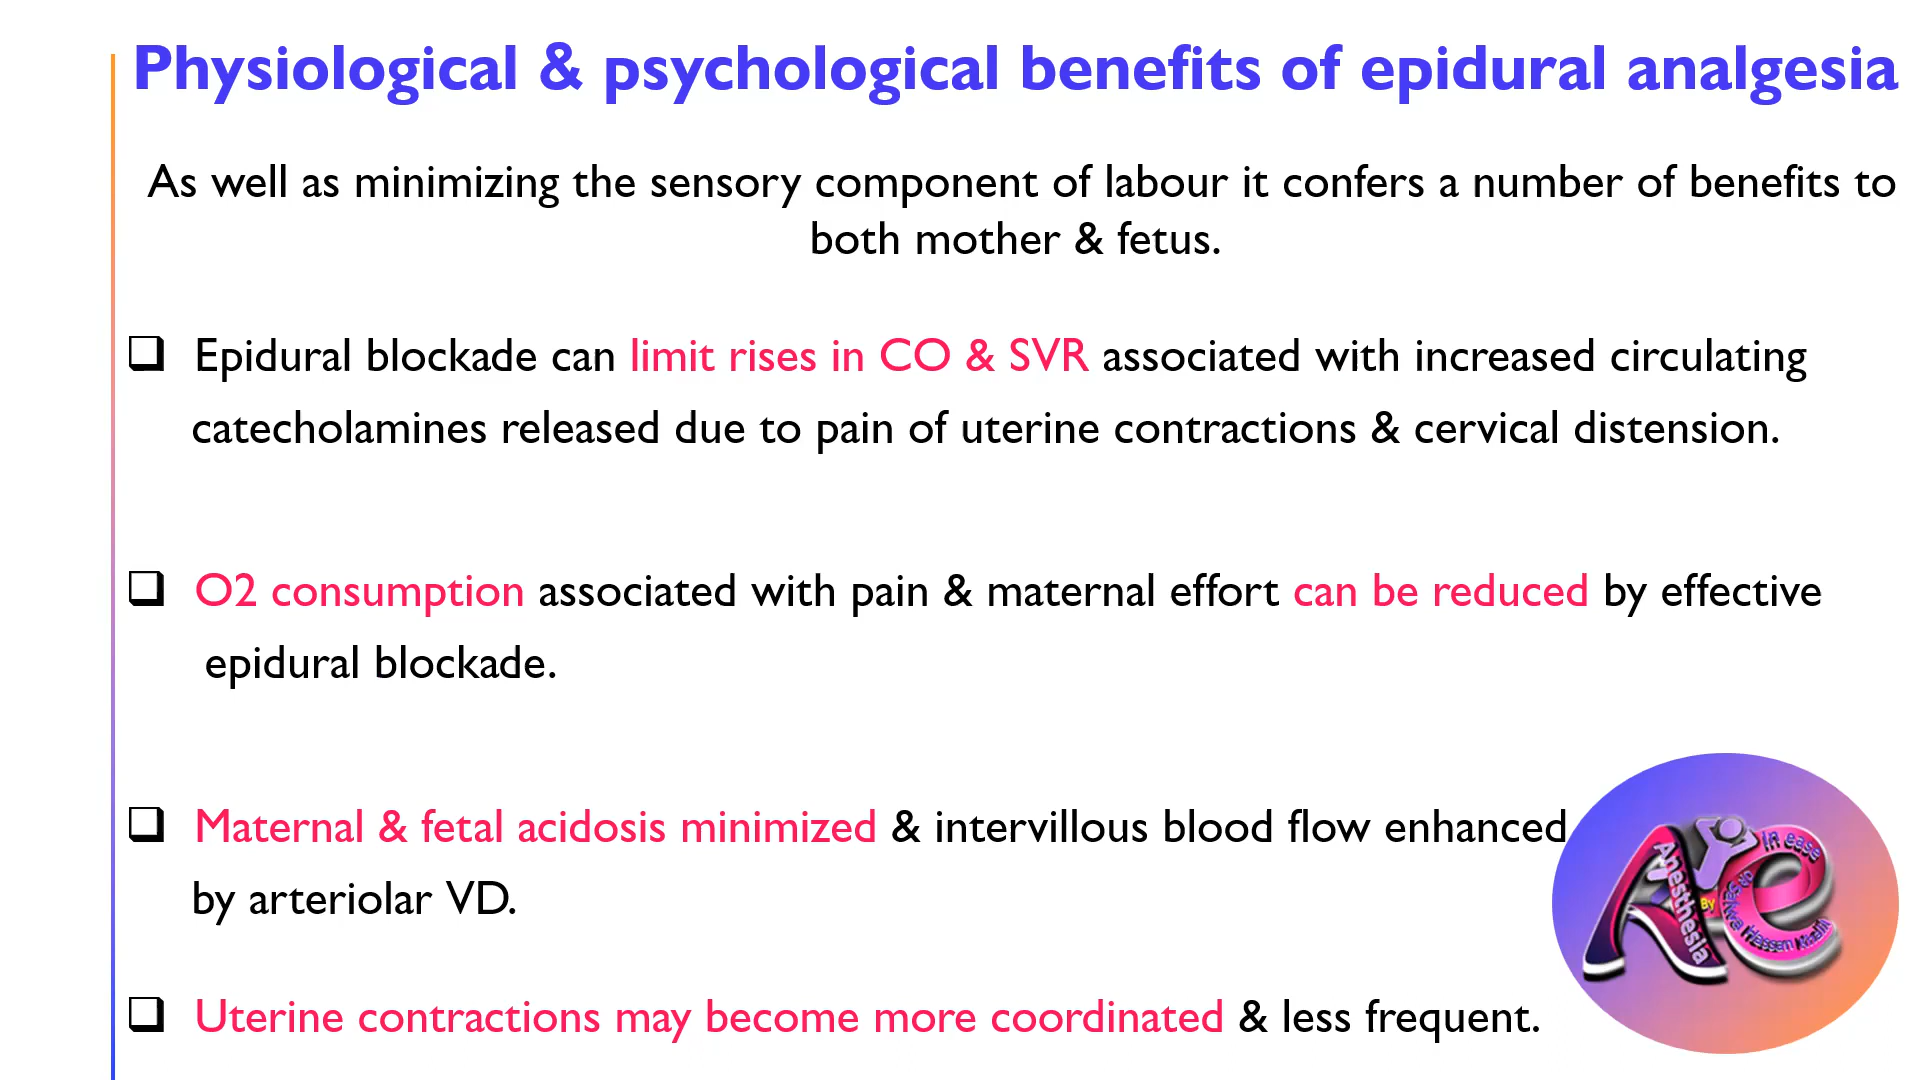 Physiological & psychological benefits of epidural analgesia
As well as minimizing the sensory component of labour it confers a number of benefits to
both mother & fetus.
❑ Epidural blockade can limit rises in CO & SVR associated with increased circulating
catecholamines released due to pain of uterine contractions & cervical distension.
❑ O2 consumption associated with pain & maternal effort can be reduced by effective
epidural blockade.
❑ Maternal & fetal acidosis minimized & intervillous blood flow enhanced
by arteriolar VD.
❑ Uterine contractions may become more coordinated & less frequent.
Anesthesia
In ease
By
Hassan